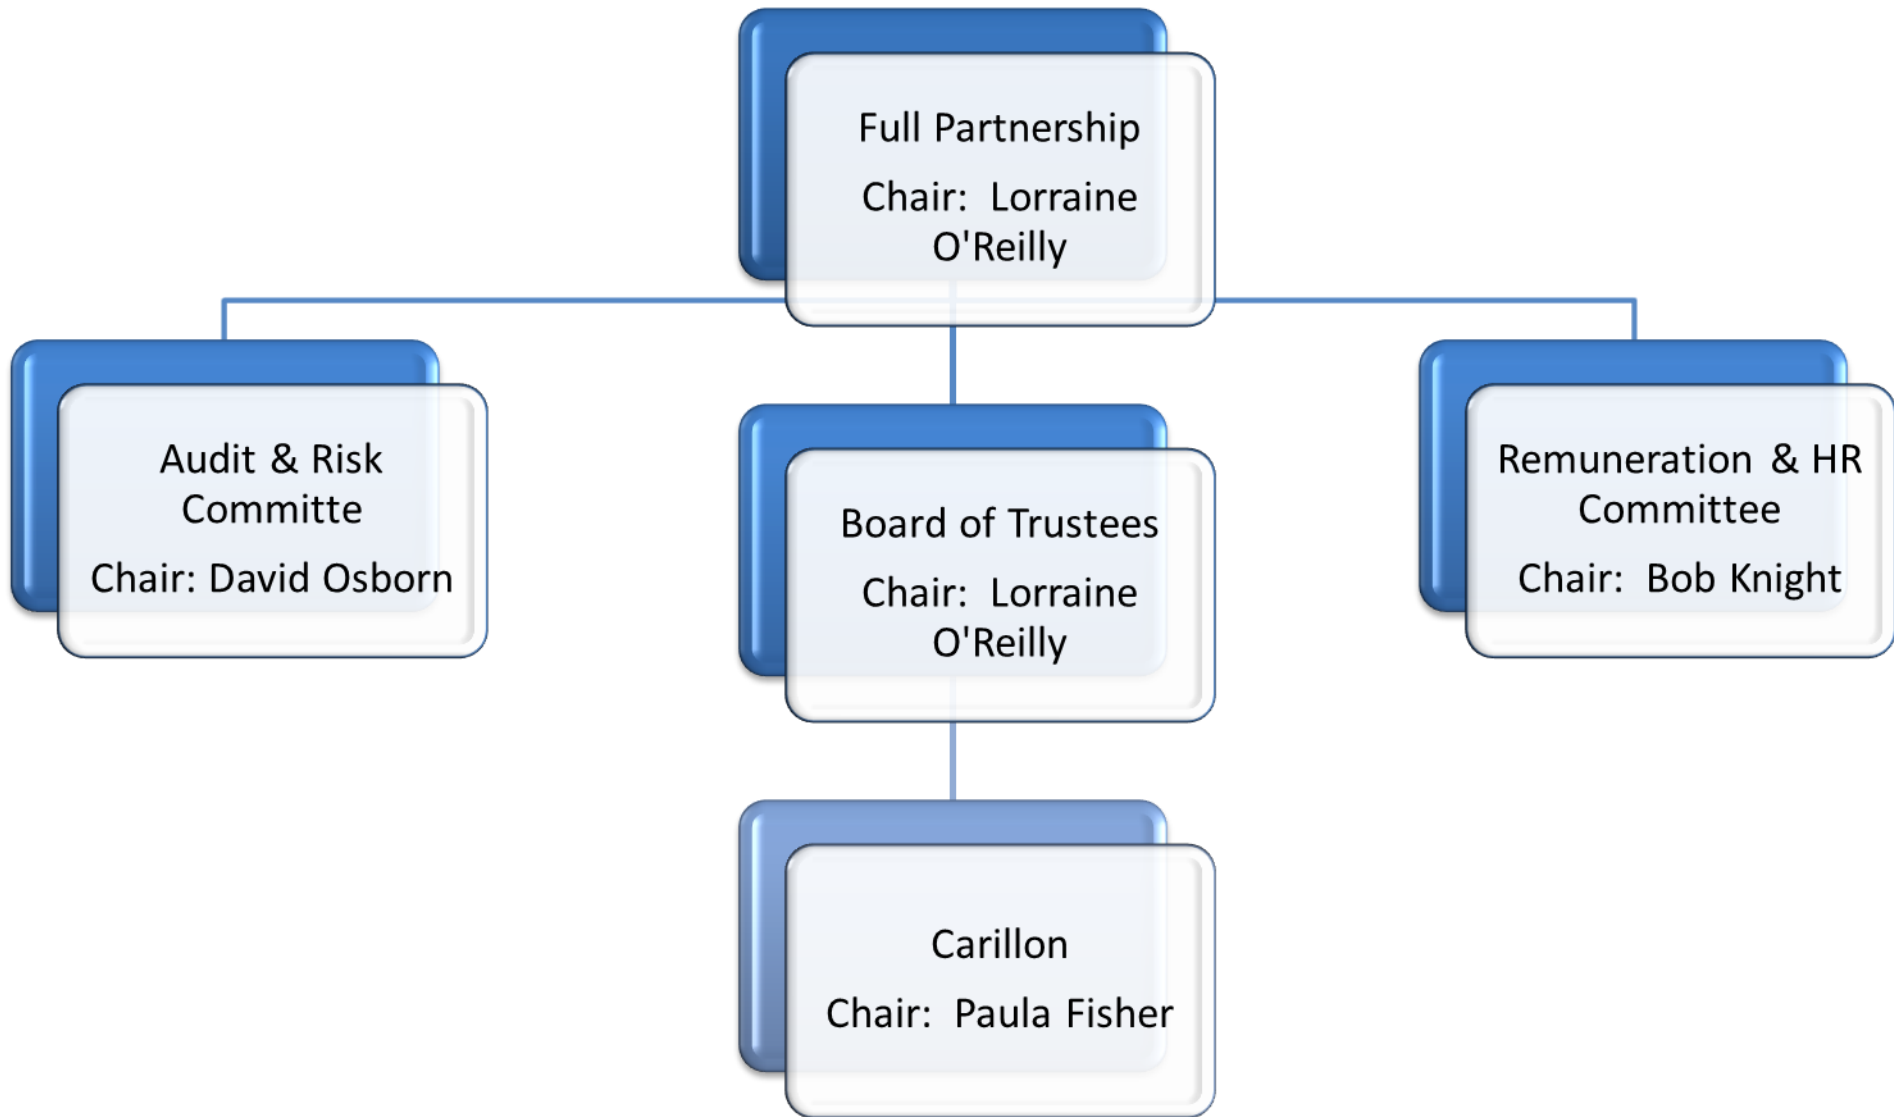 Full Partnership
Chair:  Lorraine
O'Reilly
Audit & Risk
Committe
Chair: David Osborn
Board of Trustees
Chair:  Lorraine
O'Reilly
Remuneration & HR
Committee
Chair:  Bob Knight
Carillon
Chair:  Paula Fisher